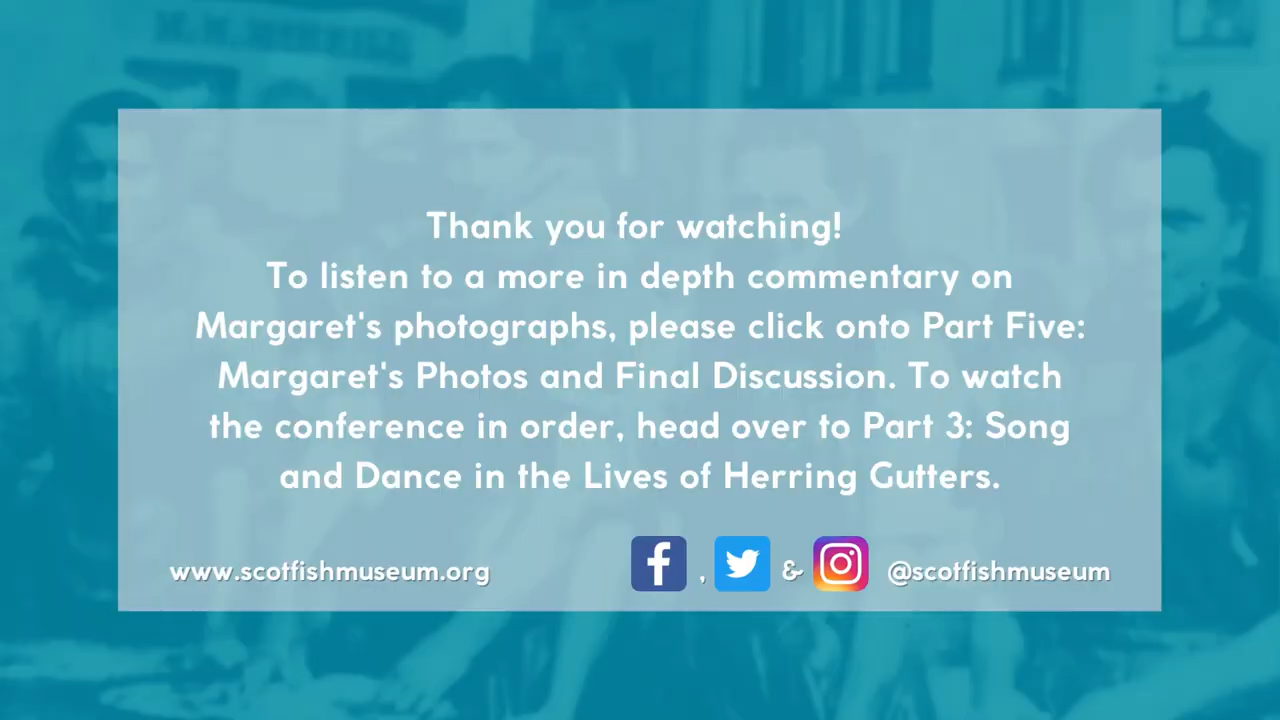 Thank you for watching!
To listen to a more in depth commentary on
Margaret's photographs, please click onto Part Five:
Margaret's Photos and Final Discussion. To watch
the conference in order, head over to Part 3: Song
and Dance in the Lives of Herring Gutters.
www.scotfishmuseum.org , & @scotfishmuseum